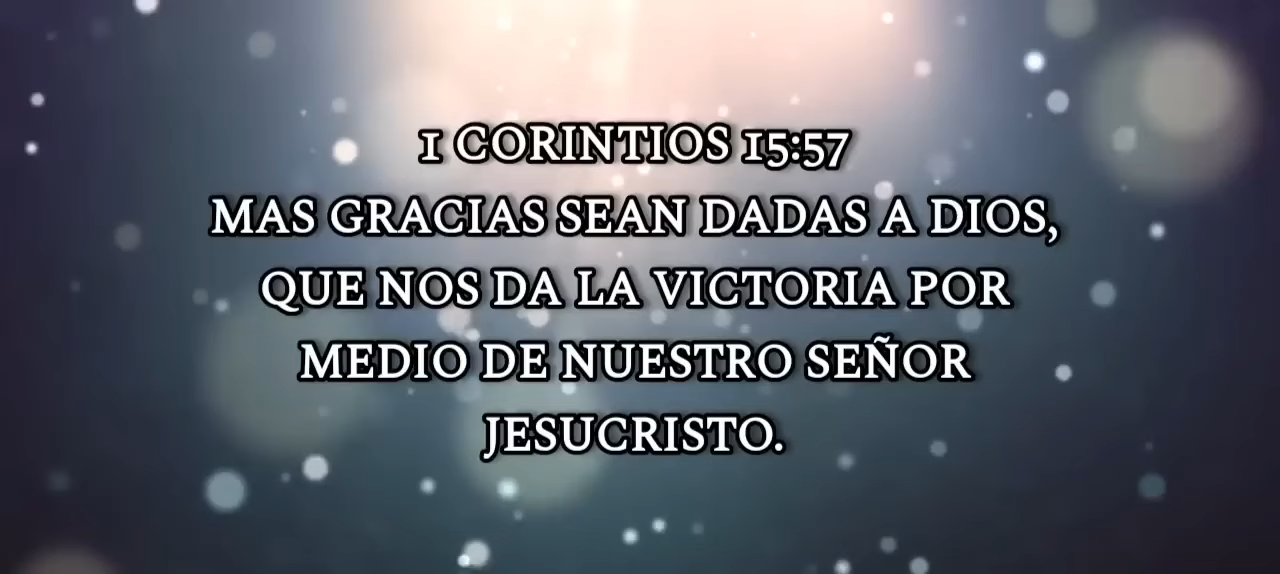 1 CORINTIOS 15:57
MAS GRACIAS SEAN DADAS A DIOS,
QUE NOS DA LA VICTORIA POR
MEDIO DE NUESTRO SEÑOR
JESUCRISTO.